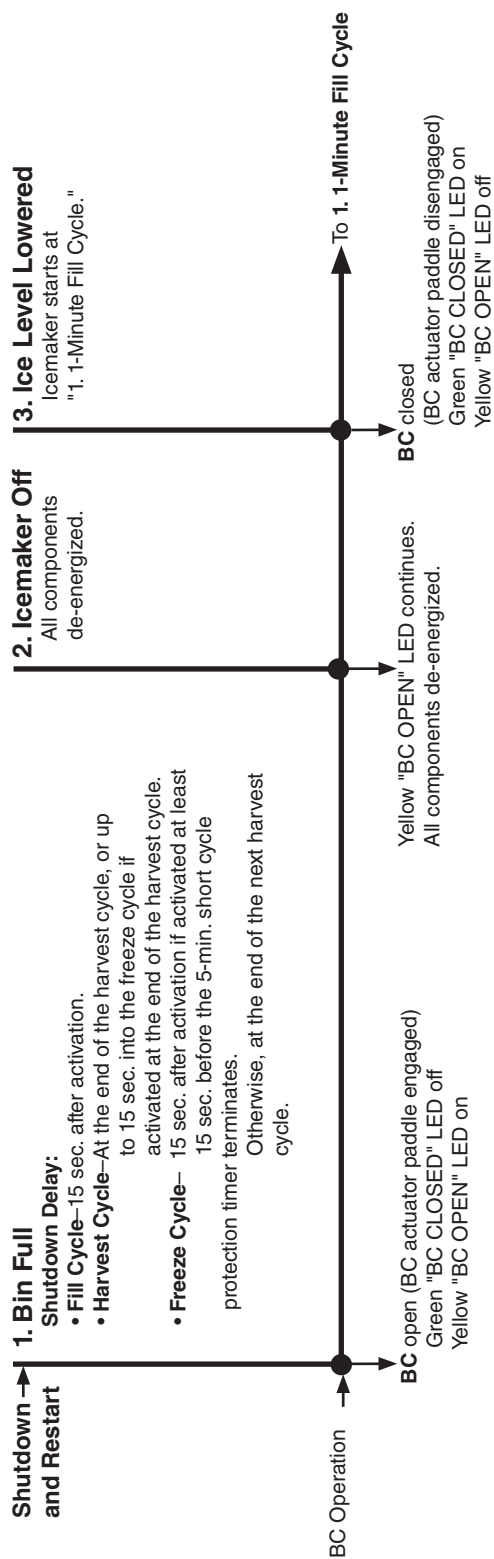 Shutdown
and Restart
1. Bin Full
Shutdown Delay:
• Fill Cycle–15 sec. after activation.
• Harvest Cycle–At the end of the harvest cycle, or up
to 15 sec. into the freeze cycle if
activated at the end of the harvest cycle.
• Freeze Cycle– 15 sec. after activation if activated at least
15 sec. before the 5-min. short cycle
protection timer terminates.
Otherwise, at the end of the next harvest
cycle.
2. Icemaker Off
All components
de-energized.
3. Ice Level Lowered
Icemaker starts at
"1. 1-Minute Fill Cycle."
BC Operation
To 1. 1-Minute Fill Cycle
BC open (BC actuator paddle engaged)
Green "BC CLOSED" LED off
Yellow "BC OPEN" LED on
Yellow "BC OPEN" LED continues.
All components de-energized.
BC closed
(BC actuator paddle disengaged)
Green "BC CLOSED" LED on
Yellow "BC OPEN" LED off